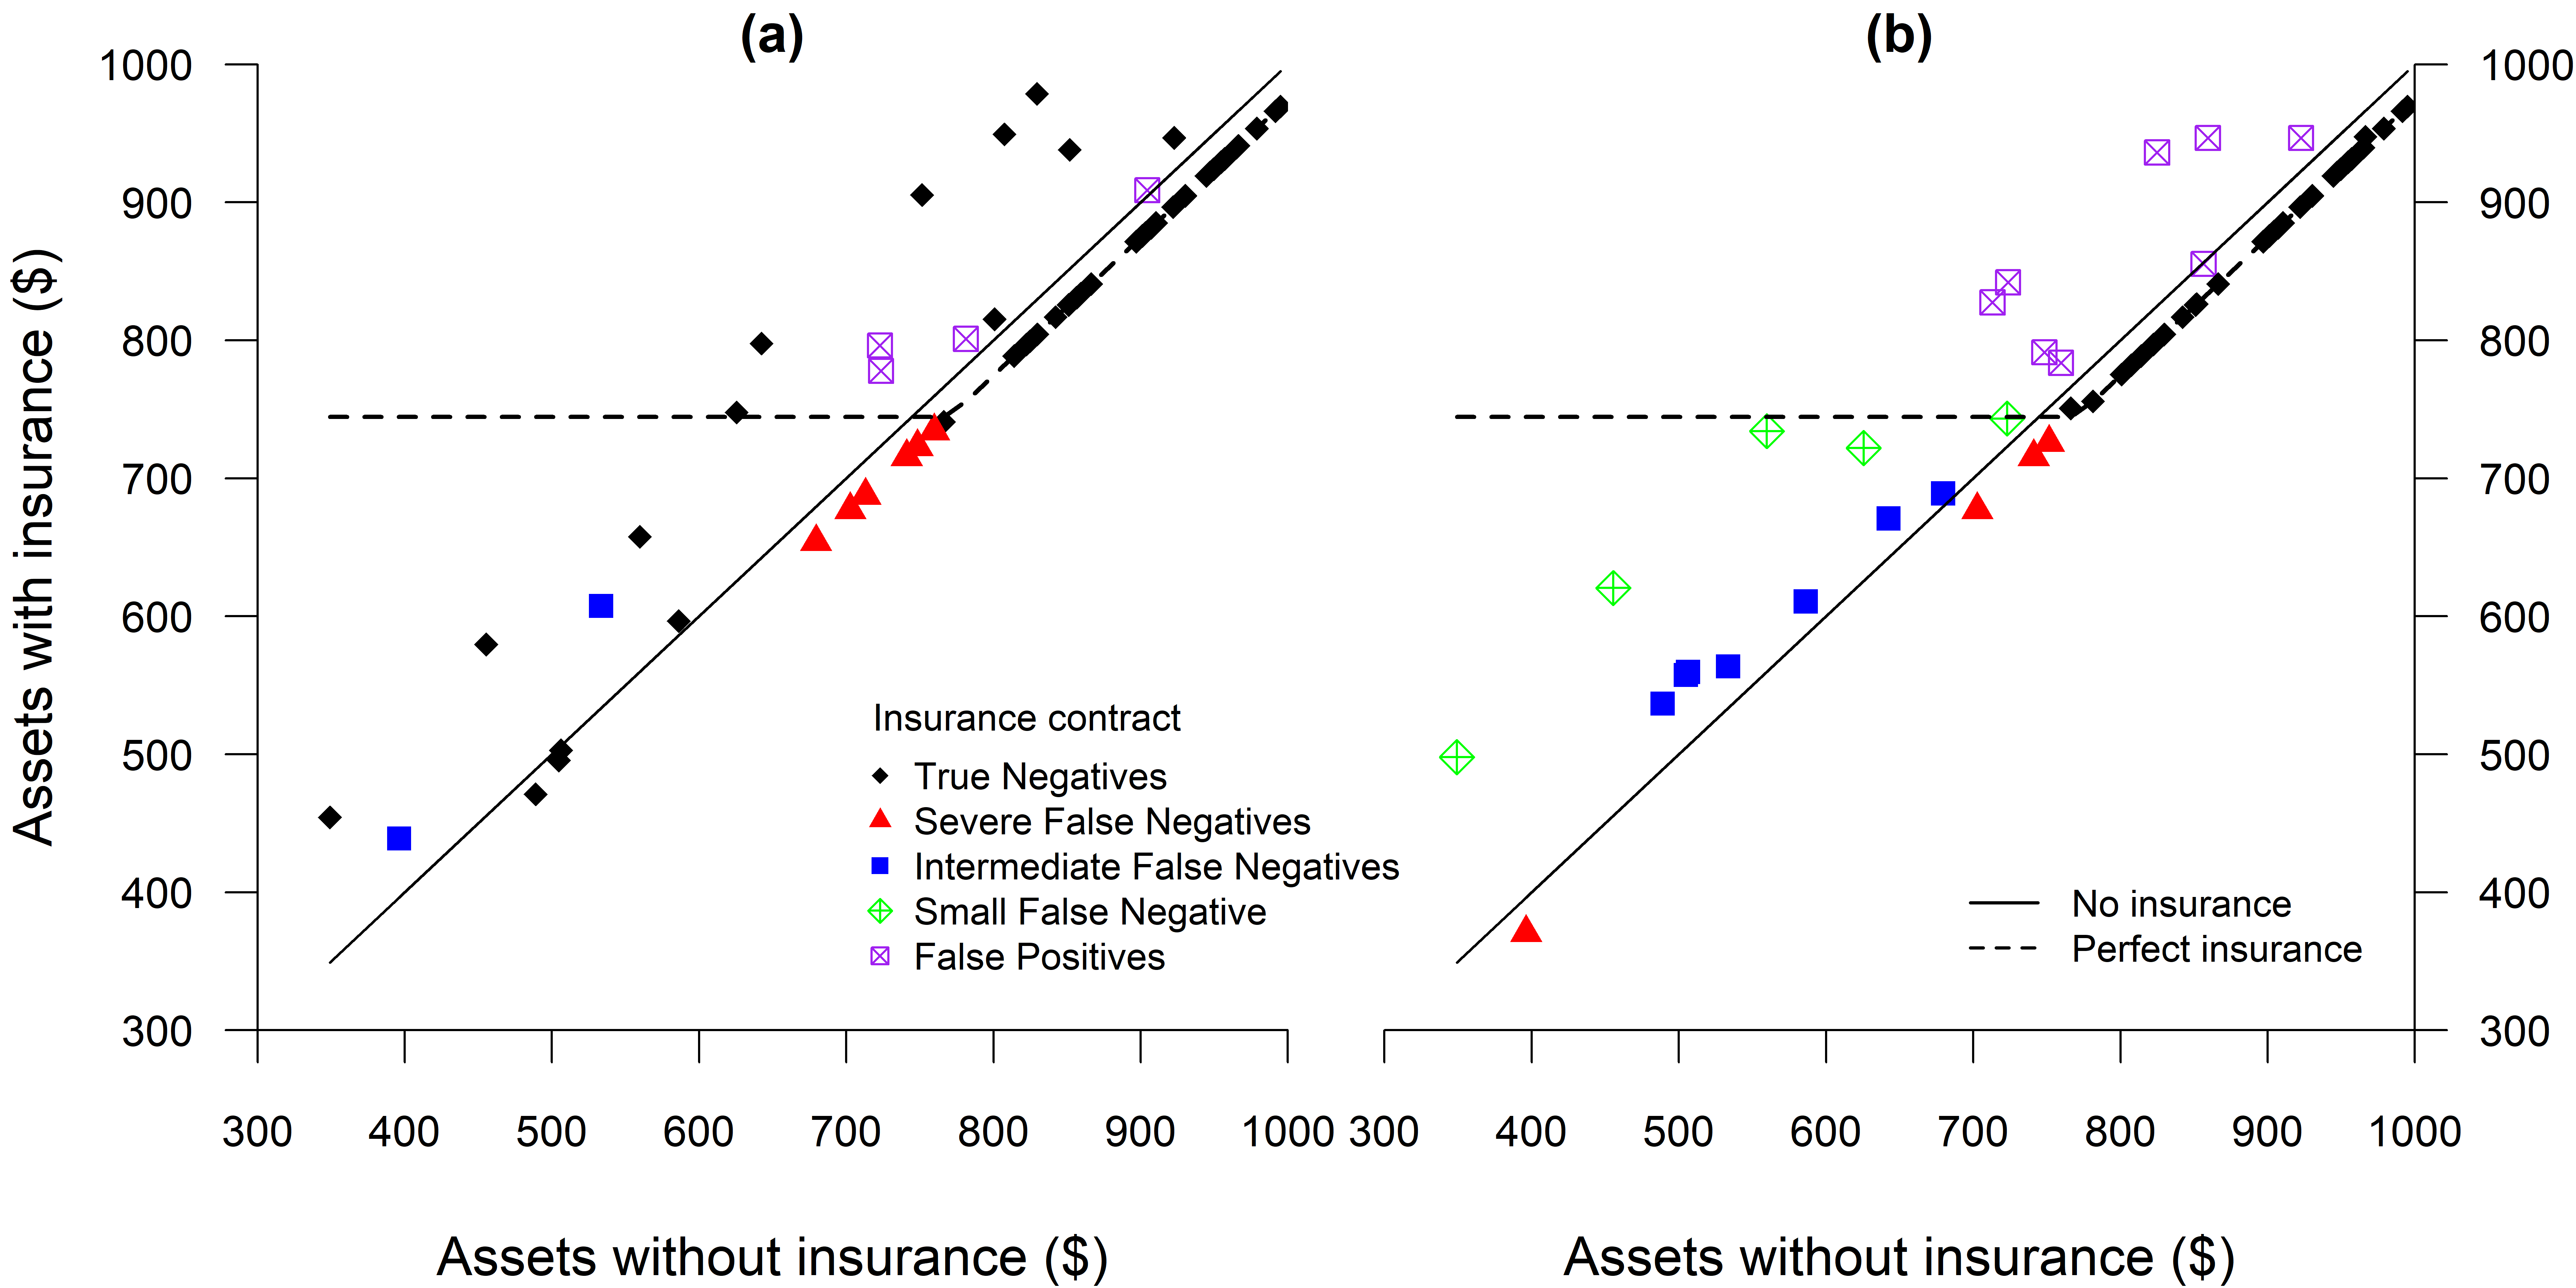 (a)
(b)
1000
900
800
700
600
500
400
300
Assets with insurance ($)
300 400 500 600 700 800 900 1000
Assets without insurance ($)
Insurance contract
True Negatives
Severe False Negatives
Intermediate False Negatives
Small False Negative
False Positives
1000
900
800
700
600
500
400
300
No insurance
Perfect insurance
300 400 500 600 700 800 900 1000
Assets without insurance ($)